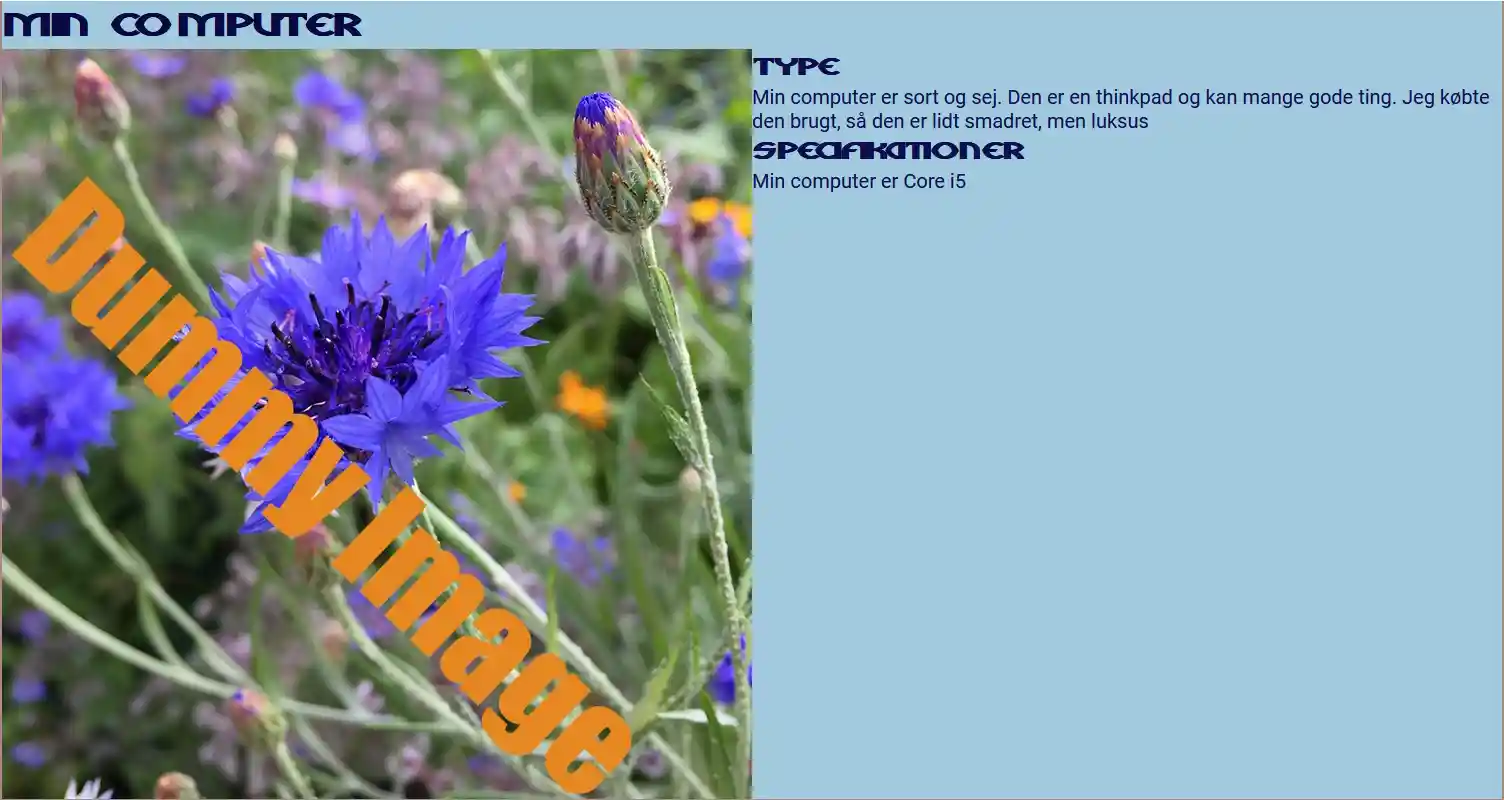 MIN COMPUTER
TYPE
Min computer er sort og sej. Den er en thinkpad og kan mange gode ting. Jeg købte
den brugt, så den er lidt smadret, men luksus
SPECIFIKATIONER
Min computer er Core i5
Dummy Image